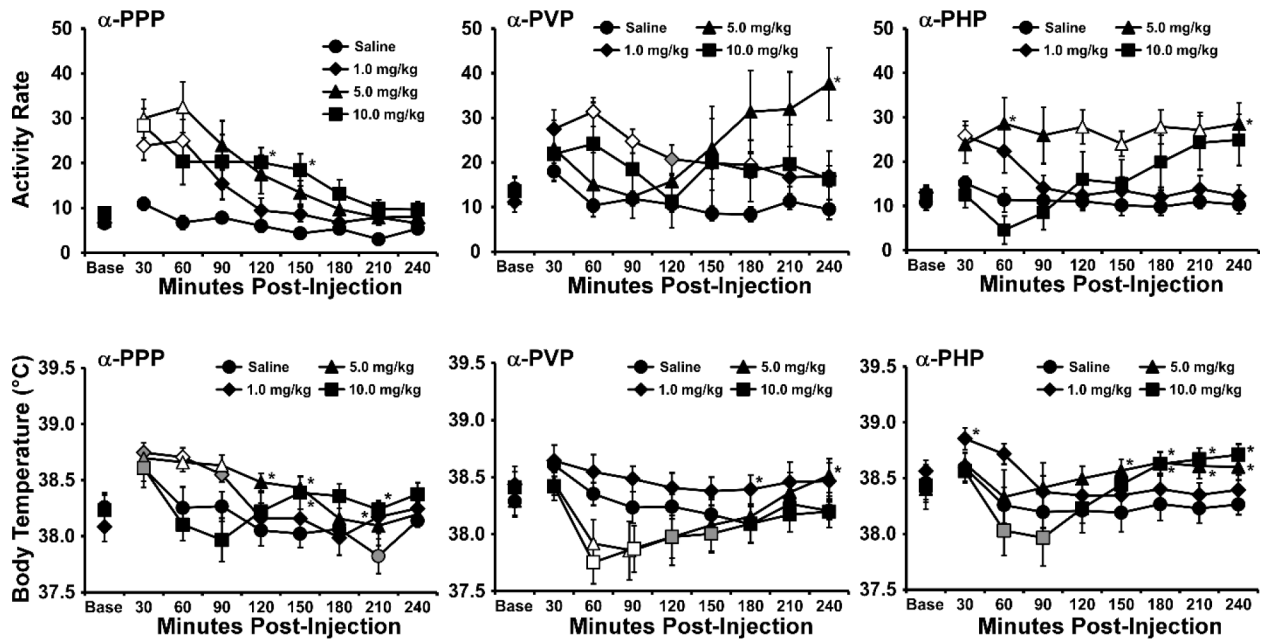 α-PPP
Saline
1.0 mg/kg
5.0 mg/kg
10.0 mg/kg
Activity Rate
50
40
30
20
10
0
Base 30 60 90 120 150 180 210 240
Minutes Post-Injection
* *
α-PVP
Saline 5.0 mg/kg
1.0 mg/kg 10.0 mg/kg
50
40
30
20
10
0
Base 30 60 90 120 150 180 210 240
Minutes Post-Injection
*
α-PHP
Saline 5.0 mg/kg
1.0 mg/kg 10.0 mg/kg
50
40
30
20
10
0
Base 30 60 90 120 150 180 210 240
Minutes Post-Injection
* *
α-PPP
Saline 5.0 mg/kg
1.0 mg/kg 10.0 mg/kg
Body Temperature (°C)
39.5
39.0
38.5
38.0
37.5
Base 30 60 90 120 150 180 210 240
Minutes Post-Injection
* * * * *
α-PVP
Saline 5.0 mg/kg
1.0 mg/kg 10.0 mg/kg
39.5
39.0
38.5
38.0
37.5
Base 30 60 90 120 150 180 210 240
Minutes Post-Injection
* *
α-PHP
Saline 5.0 mg/kg
1.0 mg/kg 10.0 mg/kg
39.5
39.0
38.5
38.0
37.5
Base 30 60 90 120 150 180 210 240
Minutes Post-Injection
* * * * * * * *